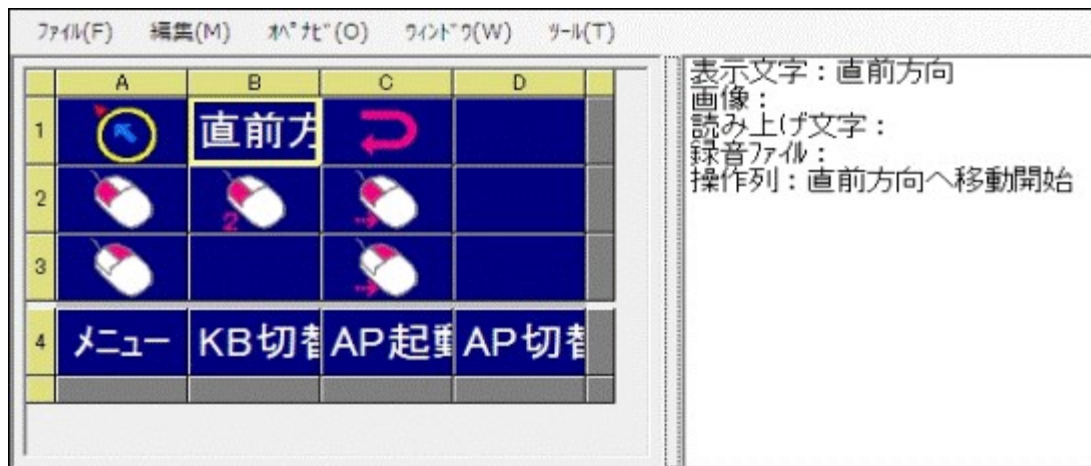 ﾌｧｲﾙ(F) 編集(M) ｵﾍﾟﾅﾋﾞ(O) ｳｨﾝﾄﾞｳ(W) ﾂｰﾙ(T)
A B C D
1 直前方
2 2
3
4 メニュー KB切替 AP起動 AP切替
表示文字：直前方向
画像：
読み上げ文字：
録音ﾌｧｲﾙ：
操作列：直前方向へ移動開始